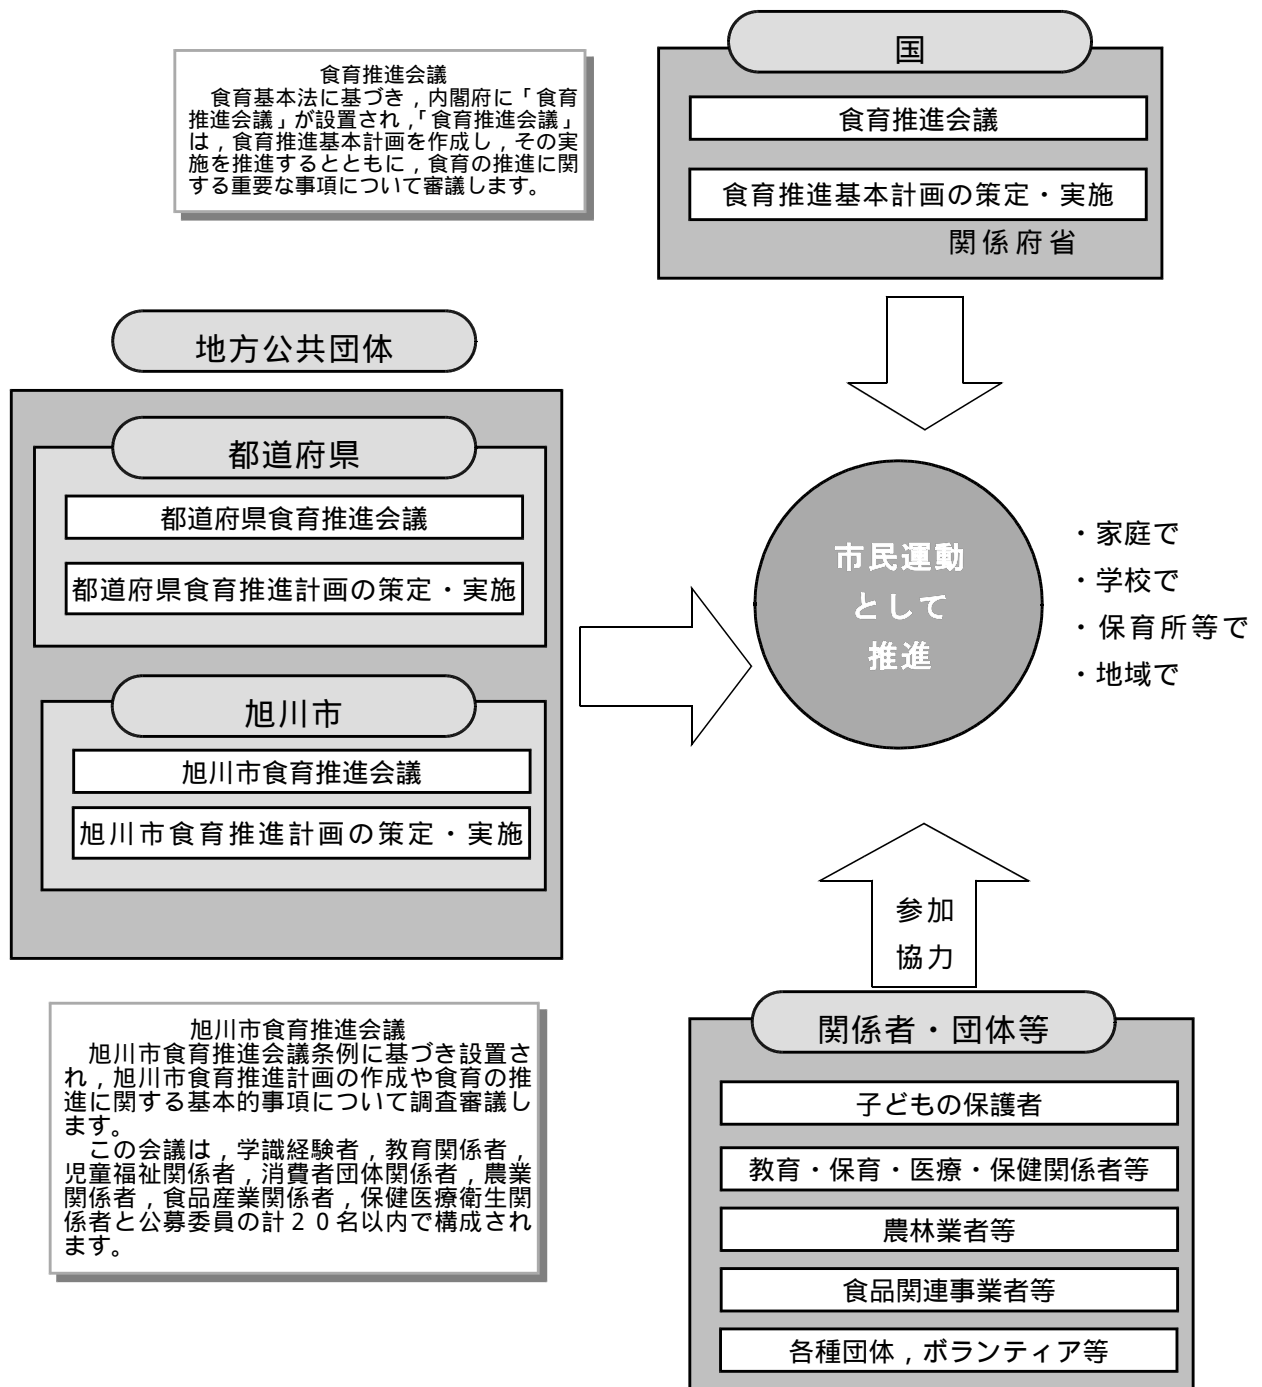 国
食育推進会議
食育推進基本計画の策定・実施
関係府省
食育推進会議
　食育基本法に基づき，内閣府に「食育
推進会議」が設置され，「食育推進会議」
は，食育推進基本計画を作成し，その実
施を推進するとともに，食育の推進に関
する重要な事項について審議します。
地方公共団体
都道府県
都道府県食育推進会議
都道府県食育推進計画の策定・実施
旭川市
旭川市食育推進会議
旭川市食育推進計画の策定・実施
市民運動
として
推進
・家庭で
・学校で
・保育所等で
・地域で
参加
協力
関係者・団体等
子どもの保護者
教育・保育・医療・保健関係者等
農林業者等
食品関連事業者等
各種団体，ボランティア等
旭川市食育推進会議
　旭川市食育推進会議条例に基づき設置さ
れ，旭川市食育推進計画の作成や食育の推
進に関する基本的事項について調査審議し
ます。
　この会議は，学識経験者，教育関係者，
児童福祉関係者，消費者団体関係者，農業
関係者，食品産業関係者，保健医療衛生関
係者と公募委員の計２０名以内で構成され
ます。